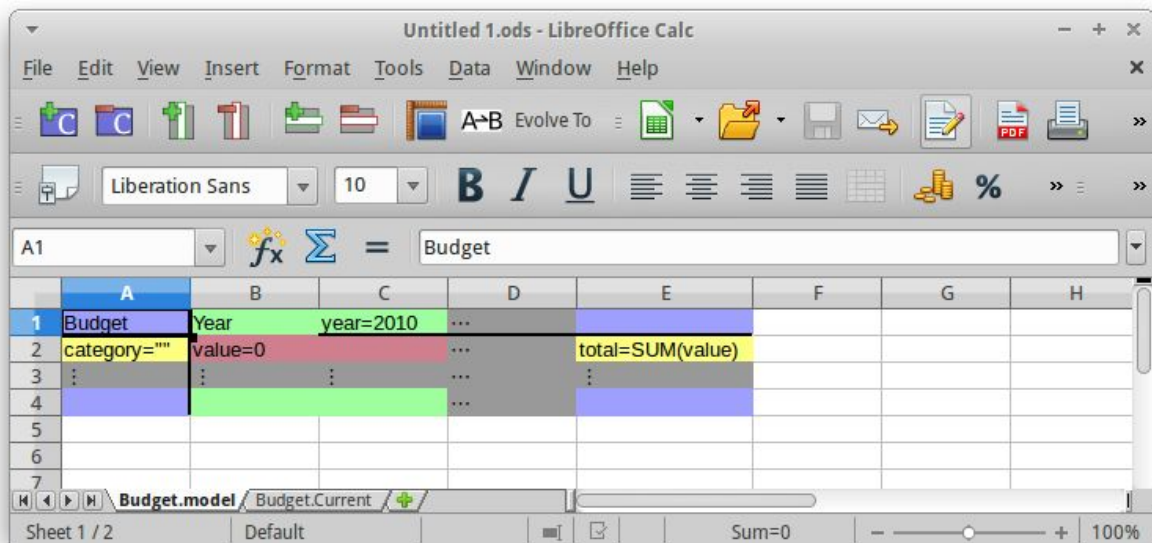 Untitled 1.ods - LibreOffice Calc
File Edit View Insert Format Tools Data Window Help
C C A→B Evolve To PDF »
Liberation Sans 10 B I U % » »
A1 fx Σ = Budget
A B C D E F G H
1 Budget Year year=2010 ...
2 category="" value=0 ... total=SUM(value)
3 ⋮ ⋮ ⋮ ... ⋮
4 ...
5
6
7
Budget.model Budget.Current
Sheet 1 / 2 Default Sum=0 100%